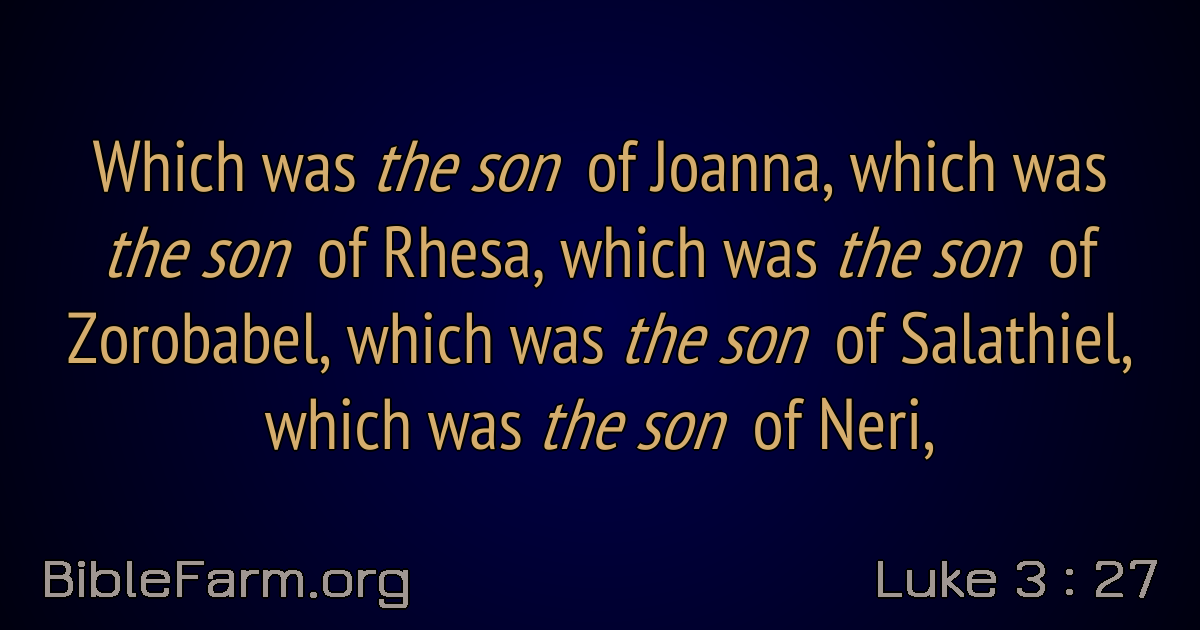 Which was the son of Joanna, which was
the son of Rhesa, which was the son of
Zorobabel, which was the son of Salathiel,
which was the son of Neri,
BibleFarm.org
Luke 3 : 27